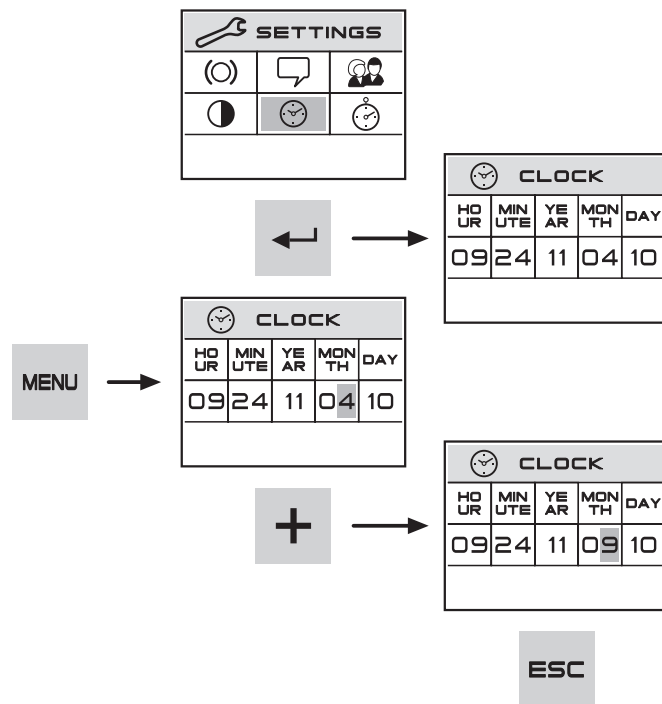 SETTINGS
CLOCK
HO
UR
MIN
UTE
YE
AR
MON
TH
DAY
09 24 11 04 10
CLOCK
HO
UR
MIN
UTE
YE
AR
MON
TH
DAY
09 24 11 04 10
MENU
CLOCK
HO
UR
MIN
UTE
YE
AR
MON
TH
DAY
09 24 11 09 10
+
ESC